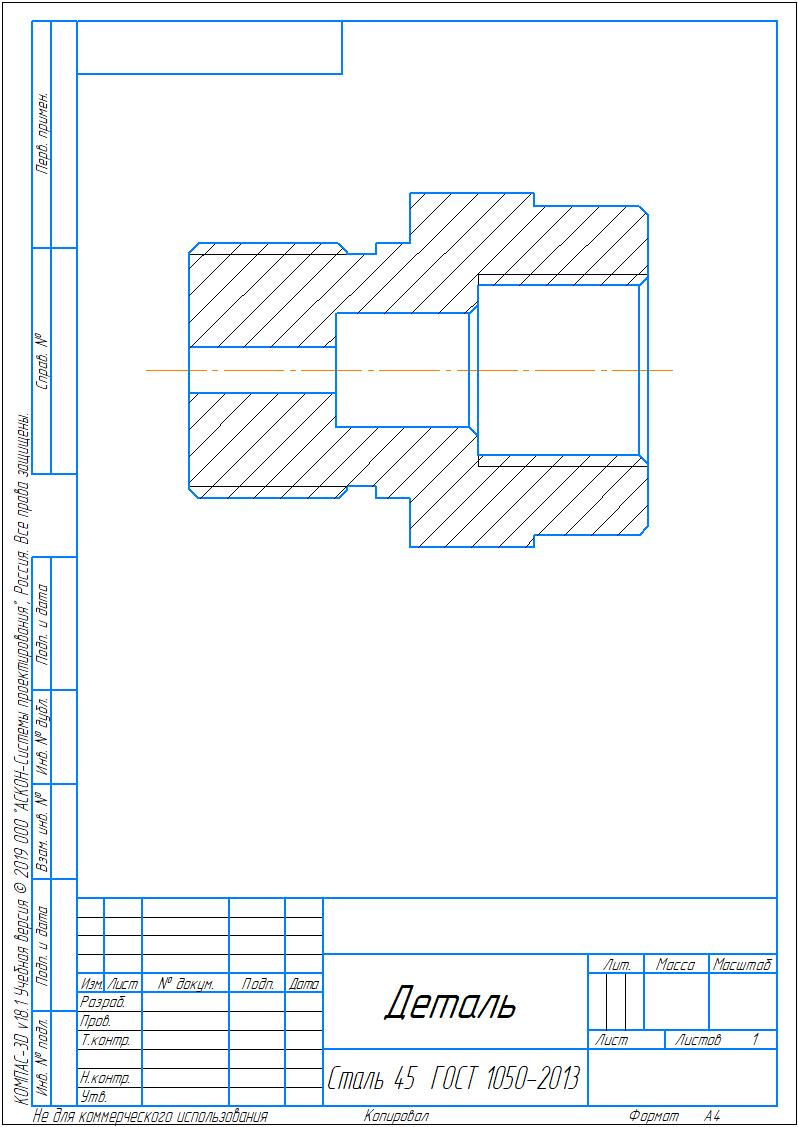 Перв. примен.
Справ. №
Подп. и дата
Инв. № дубл.
Взам. инв. №
Подп. и дата
Инв. № подл.
КОМПАС-3D v18.1 Учебная версия © 2019 ООО "АСКОН-Системы проектирования", Россия. Все права защищены.
Изм. Лист № докум. Подп. Дата
Разраб.
Пров.
Т.контр.
Н.контр.
Утв.
Деталь
Сталь 45 ГОСТ 1050-2013
Лит. Масса Масштаб
Лист Листов 1
Не для коммерческого использования Копировал Формат А4